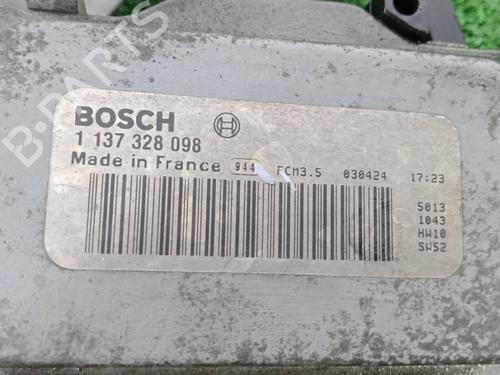 B-PARTS
BOSCH
1 137 328 098
Made in France 944 FCM3.5 030424 17:23
5013
1043
HW10
SW52